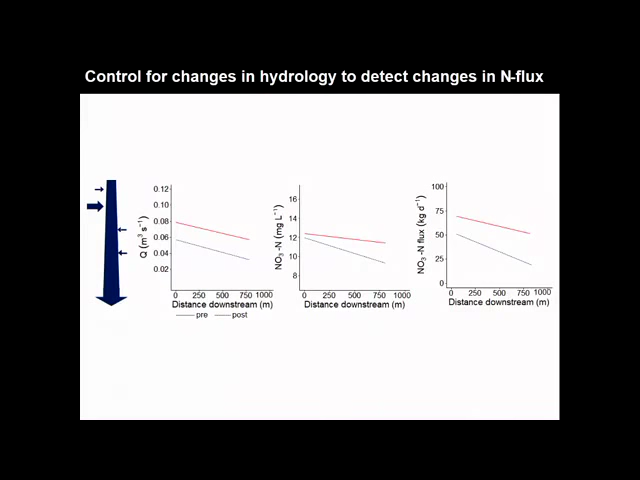 Control for changes in hydrology to detect changes in N-flux
0.12
0.10
0.08
0.06
0.04
0.02
Q (m³ s⁻¹)
0 250 500 750 1000
Distance downstream (m)
pre post
16
14
12
10
8
NO₃⁻-N (mg L⁻¹)
0 250 500 750 1000
Distance downstream (m)
100
75
50
25
0
NO₃⁻-N flux (kg d⁻¹)
0 250 500 750 1000
Distance downstream (m)